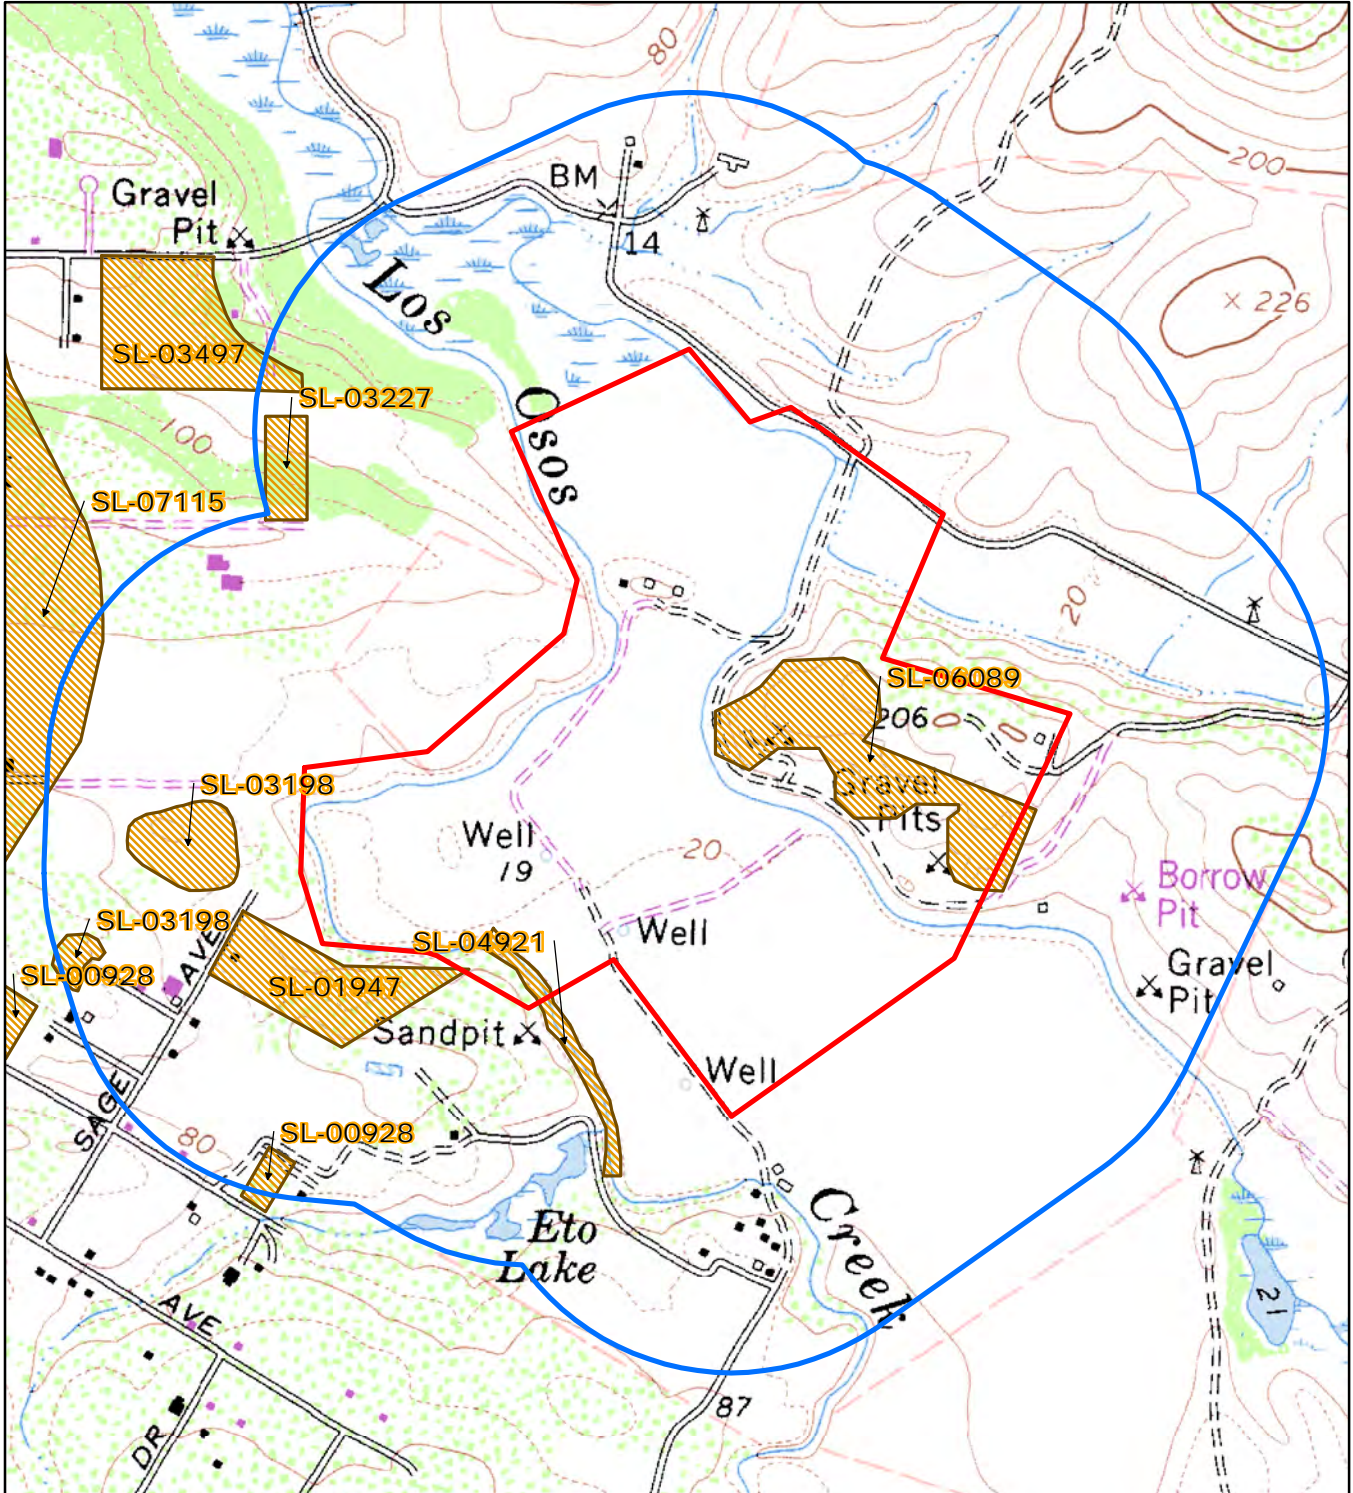 80
200
BM
Gravel
Pit
14
Los
226
SL-03497
SL-03227
100
Osos
SL-07115
20
SL-06089
206
SL-03198
Gravel
Pits
Well
19
20
Borrow
Pit
SL-03198
AVE
SL-04921
Well
SL-00928
SL-01947
Gravel
Pit
Sandpit
Well
SAGE
80
SL-00928
Creek
Eto
Lake
21
AVE
87
DR